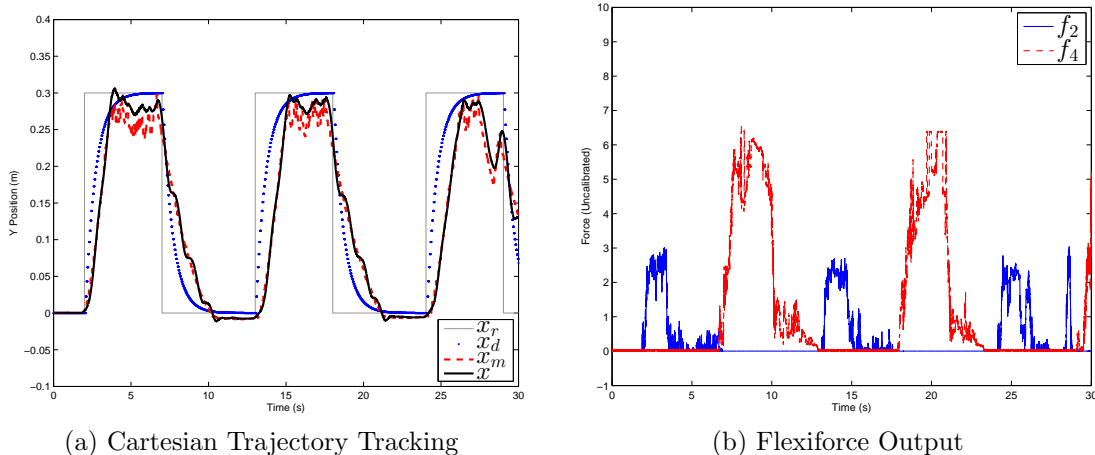 0.4
0.35
0.3
0.25
0.2
0.15
0.1
0.05
0
−0.05
−0.1
Y Position (m)
0 5 10 15 20 25 30
Time (s)
x_r
x_d
x_m
x
(a) Cartesian Trajectory Tracking
10
9
8
7
6
5
4
3
2
1
0
−1
Force (Uncalibrated)
0 5 10 15 20 25 30
Time (s)
f_2
f_4
(b) Flexiforce Output